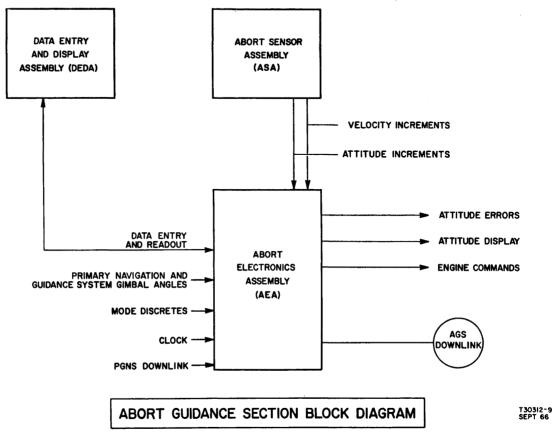 DATA ENTRY
AND DISPLAY
ASSEMBLY (DEDA)
ABORT SENSOR
ASSEMBLY
(ASA)
VELOCITY INCREMENTS
ATTITUDE INCREMENTS
DATA ENTRY
AND READOUT
PRIMARY NAVIGATION AND
GUIDANCE SYSTEM GIMBAL ANGLES
MODE DISCRETES
CLOCK
PGNS DOWNLINK
ABORT
ELECTRONICS
ASSEMBLY
(AEA)
ATTITUDE ERRORS
ATTITUDE DISPLAY
ENGINE COMMANDS
AGS
DOWNLINK
ABORT GUIDANCE SECTION BLOCK DIAGRAM
T30312-9
SEPT 66